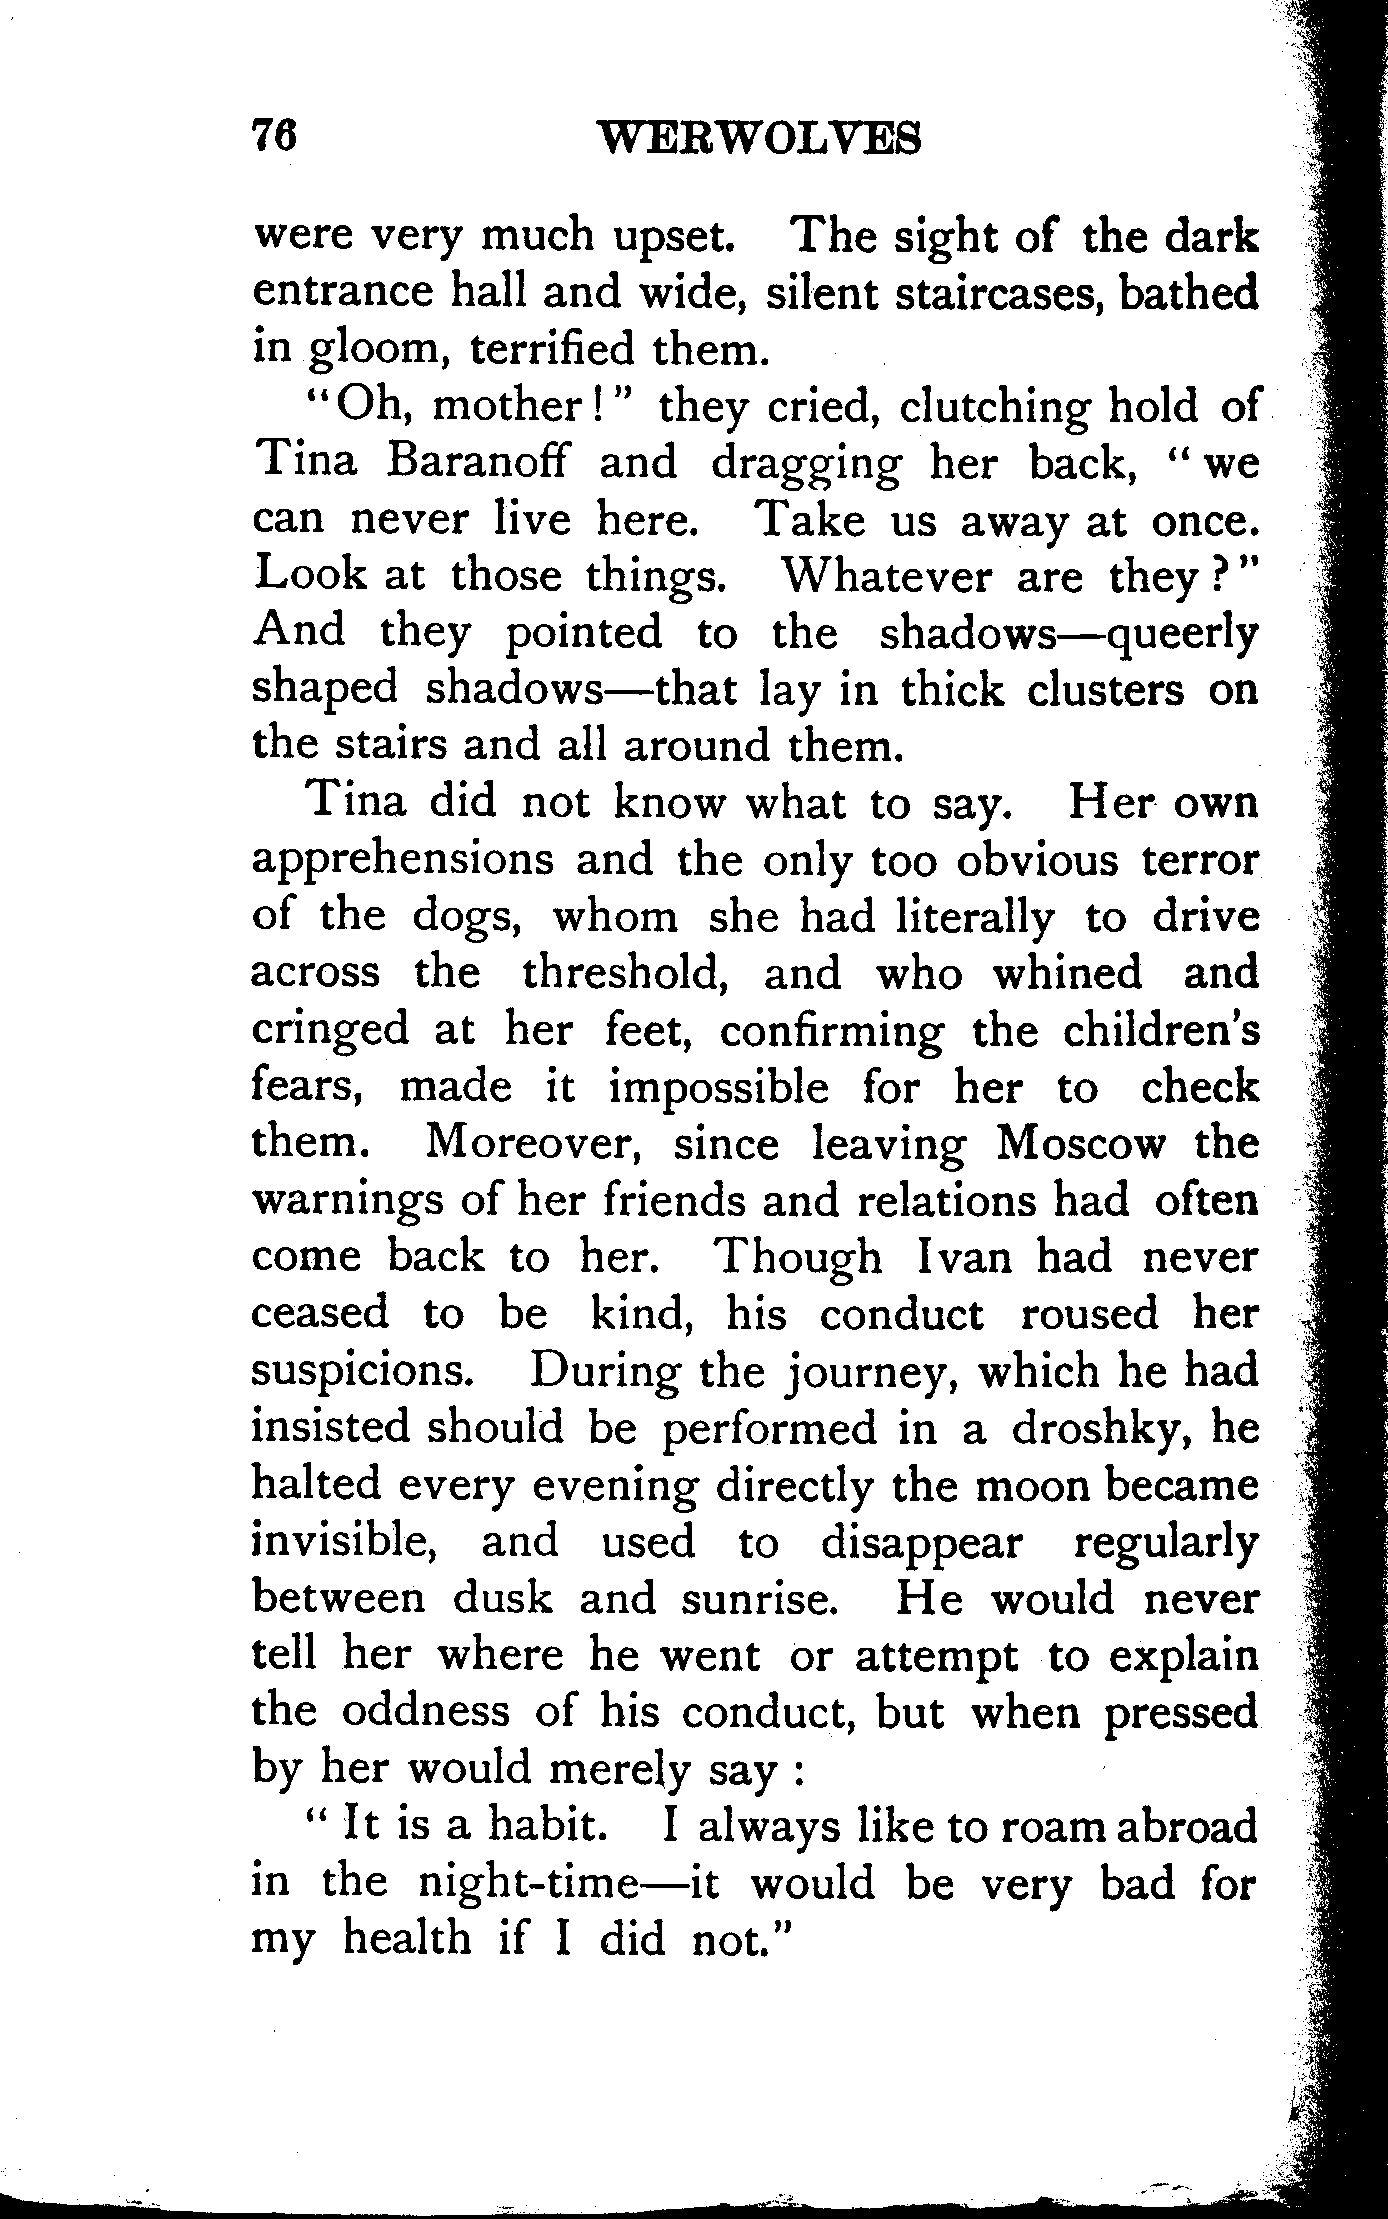 76 WERWOLVES
were very much upset. The sight of the dark
entrance hall and wide, silent staircases, bathed
in gloom, terrified them.
"Oh, mother!" they cried, clutching hold of
Tina Baranoff and dragging her back, "we
can never live here. Take us away at once.
Look at those things. Whatever are they?"
And they pointed to the shadows—queerly
shaped shadows—that lay in thick clusters on
the stairs and all around them.
Tina did not know what to say. Her own
apprehensions and the only too obvious terror
of the dogs, whom she had literally to drive
across the threshold, and who whined and
cringed at her feet, confirming the children's
fears, made it impossible for her to check
them. Moreover, since leaving Moscow the
warnings of her friends and relations had often
come back to her. Though Ivan had never
ceased to be kind, his conduct roused her
suspicions. During the journey, which he had
insisted should be performed in a droshky, he
halted every evening directly the moon became
invisible, and used to disappear regularly
between dusk and sunrise. He would never
tell her where he went or attempt to explain
the oddness of his conduct, but when pressed
by her would merely say :
"It is a habit. I always like to roam abroad
in the night-time—it would be very bad for
my health if I did not."